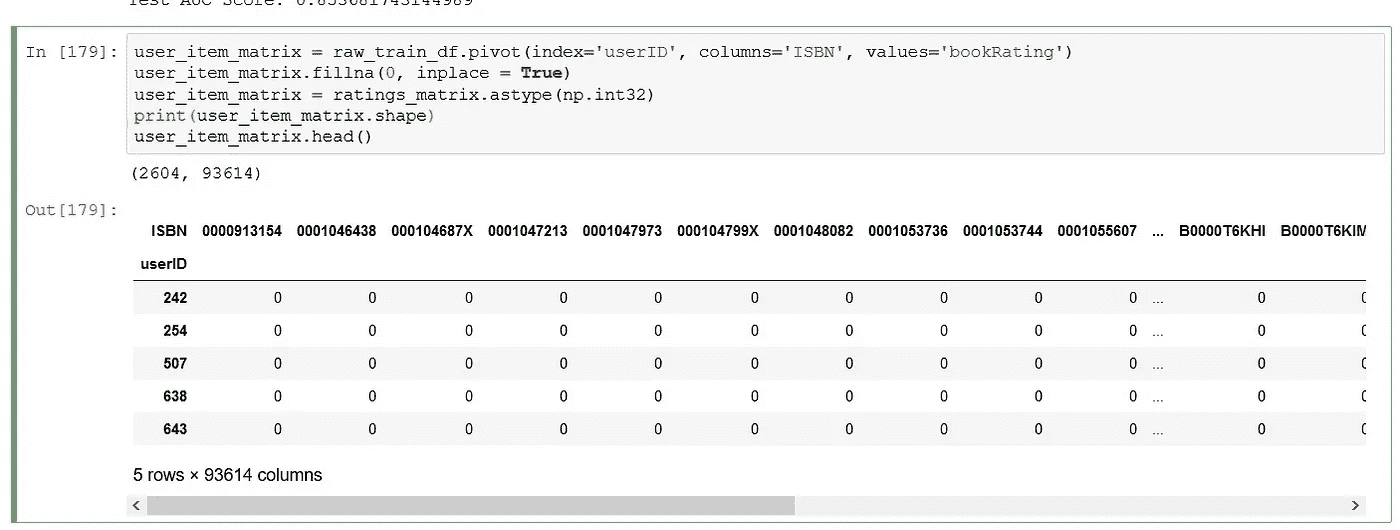 Test AUC Score: 0.853681743144989
In [179]: user_item_matrix = raw_train_df.pivot(index='userID', columns='ISBN', values='bookRating')
user_item_matrix.fillna(0, inplace = True)
user_item_matrix = ratings_matrix.astype(np.int32)
print(user_item_matrix.shape)
user_item_matrix.head()
(2604, 93614)
Out[179]:
ISBN 0000913154 0001046438 000104687X 0001047213 0001047973 000104799X 0001048082 0001053736 0001053744 0001055607 ... B0000T6KHI B0000T6KIM
userID
242 0 0 0 0 0 0 0 0 0 0 ... 0 0
254 0 0 0 0 0 0 0 0 0 0 ... 0 0
507 0 0 0 0 0 0 0 0 0 0 ... 0 0
638 0 0 0 0 0 0 0 0 0 0 ... 0 0
643 0 0 0 0 0 0 0 0 0 0 ... 0 0
5 rows × 93614 columns